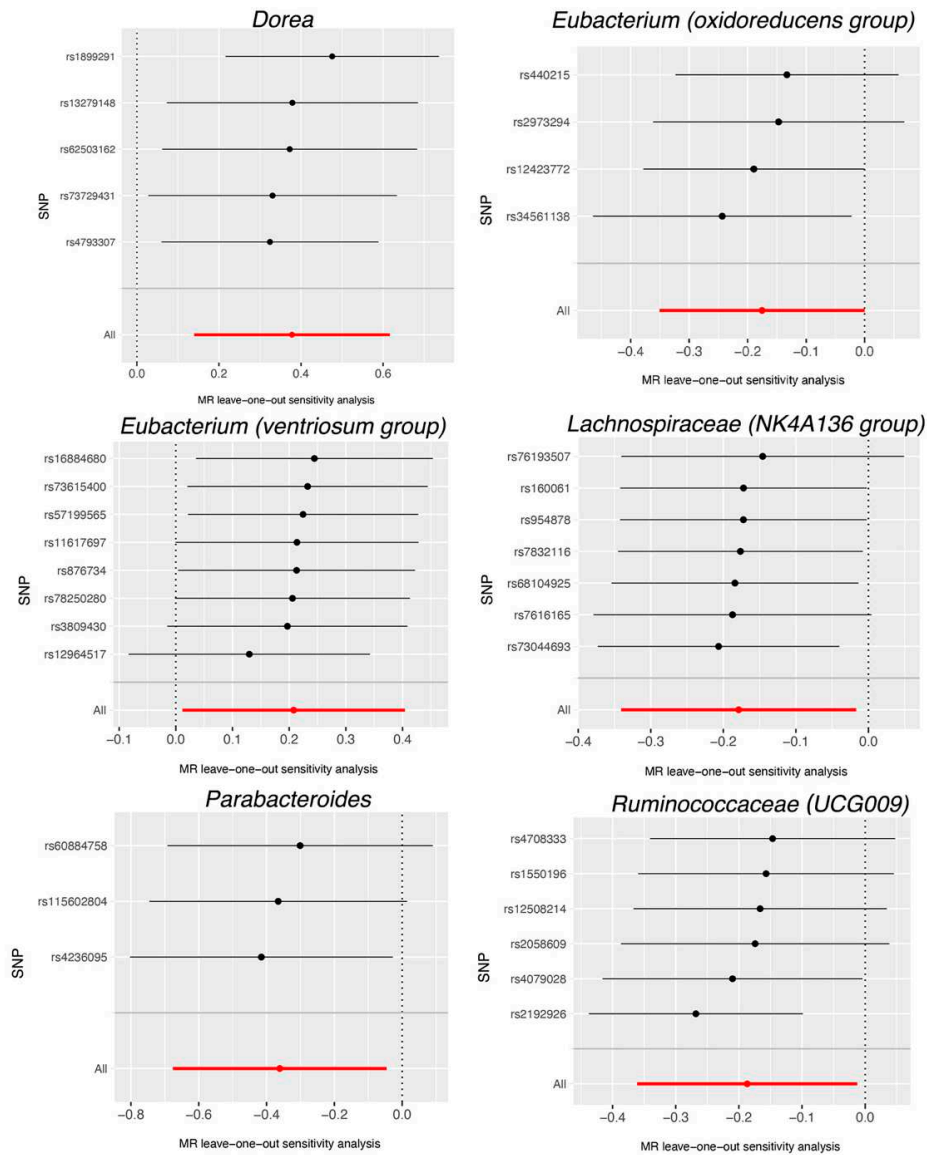 Dorea
SNP
rs1899291
rs13279148
rs62503162
rs73729431
rs4793307
All
0.0 0.2 0.4 0.6
MR leave-one-out sensitivity analysis
Eubacterium (oxidoreducens group)
SNP
rs440215
rs2973294
rs12423772
rs34561138
All
−0.4 −0.3 −0.2 −0.1 0.0
MR leave-one-out sensitivity analysis
Eubacterium (ventriosum group)
SNP
rs16884680
rs73615400
rs57199565
rs11617697
rs876734
rs78250280
rs3809430
rs12964517
All
−0.1 0.0 0.1 0.2 0.3 0.4
MR leave-one-out sensitivity analysis
Lachnospiraceae (NK4A136 group)
SNP
rs76193507
rs160061
rs954878
rs7832116
rs68104925
rs7616165
rs73044693
All
−0.4 −0.3 −0.2 −0.1 0.0
MR leave-one-out sensitivity analysis
Parabacteroides
SNP
rs60884758
rs115602804
rs4236095
All
−0.8 −0.6 −0.4 −0.2 0.0
MR leave-one-out sensitivity analysis
Ruminococcaceae (UCG009)
SNP
rs4708333
rs1550196
rs12508214
rs2058609
rs4079028
rs2192926
All
−0.4 −0.3 −0.2 −0.1 0.0
MR leave-one-out sensitivity analysis